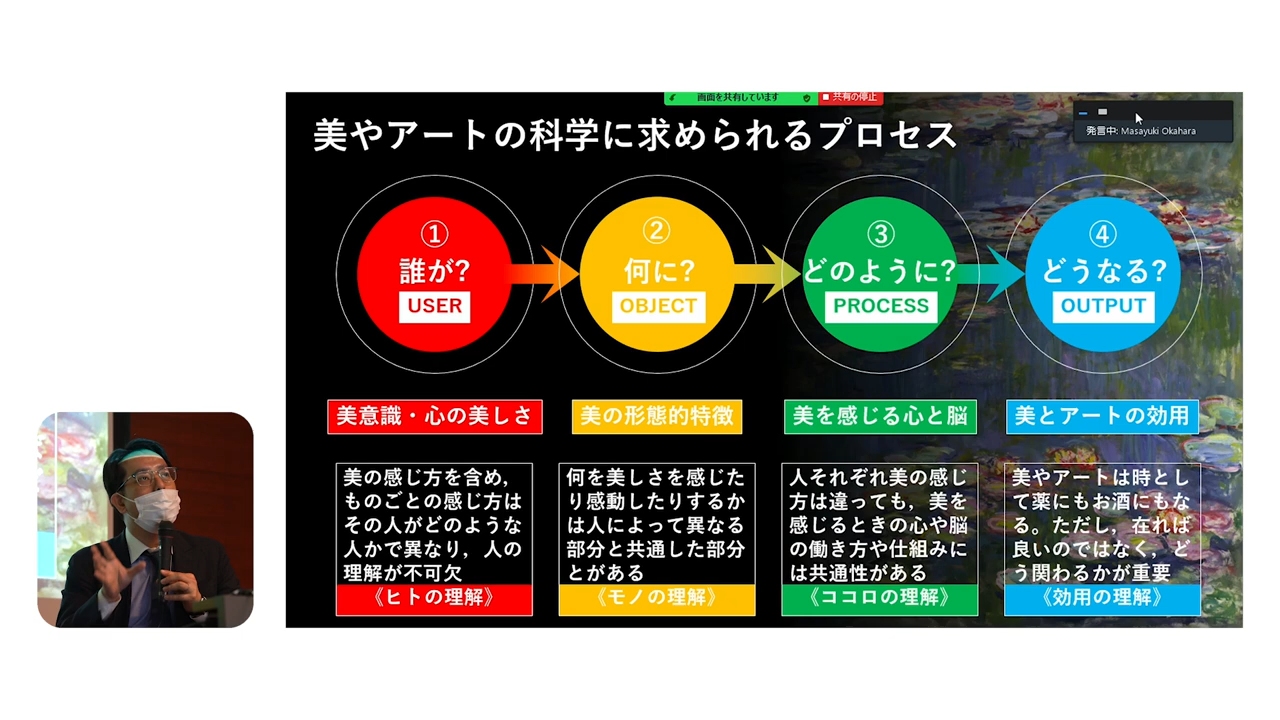 画面を共有しています
共有の停止
発言中: Masayuki Okahara
美やアートの科学に求められるプロセス
①
誰が?
USER
②
何に?
OBJECT
③
どのように?
PROCESS
④
どうなる?
OUTPUT
美意識・心の美しさ
美の形態的特徴
美を感じる心と脳
美とアートの効用
美の感じ方を含め，
ものごとの感じ方は
その人がどのような
人かで異なり，人の
理解が不可欠
《ヒトの理解》
何を美しさを感じた
り感動したりするか
は人によって異なる
部分と共通した部分
とがある
《モノの理解》
人それぞれ美の感じ
方は違っても，美を
感じるときの心や脳
の働き方や仕組みに
は共通性がある
《ココロの理解》
美やアートは時とし
て薬にもお酒にもな
る。ただし，在れば
良いのではなく，ど
う関わるかが重要
《効用の理解》